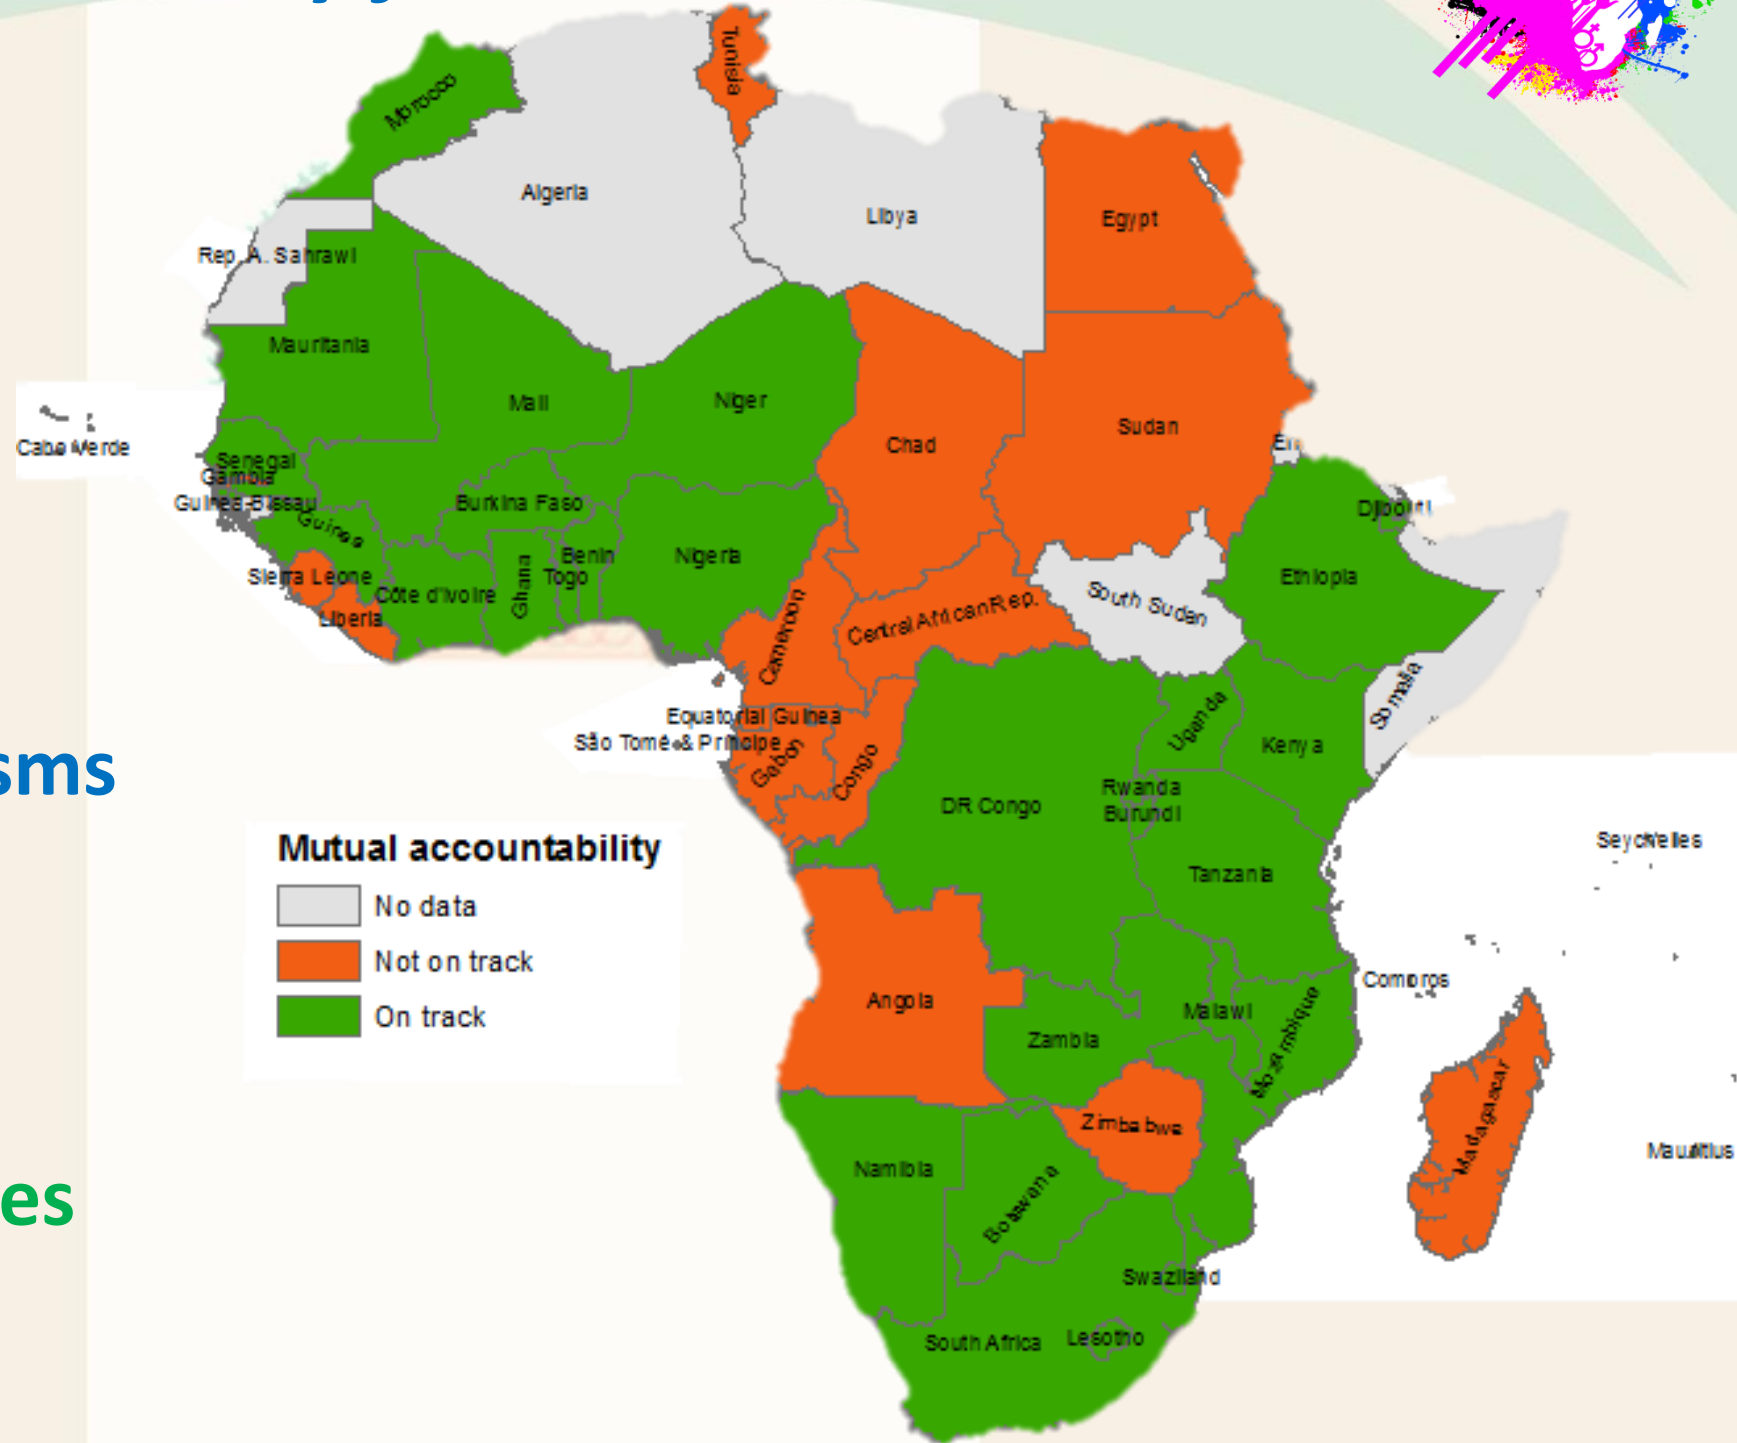 Tunisia
Morocco
Algeria
Libya
Egypt
Rep. A. Sahrawi
Mauritania
Mali
Niger
Chad
Sudan
Cabo Verde
Senegal
Gambia
Guinea-Bissau
Guinea
Burkina Faso
Djibouti
Sierra Leone
Liberia
Côte d'Ivoire
Ghana
Togo
Benin
Nigeria
Cameroon
Central African Rep.
South Sudan
Ethiopia
Somalia
Equatorial Guinea
São Tomé & Príncipe
Gabon
Congo
Uganda
Kenya
sms
DR Congo
Rwanda
Burundi
Tanzania
Seychelles
Mutual accountability
No data
Not on track
On track
Angola
Zambia
Malawi
Mozambique
Comoros
Madagascar
Zimbabwe
Mauritius
es
Namibia
Botswana
Swaziland
South Africa
Lesotho